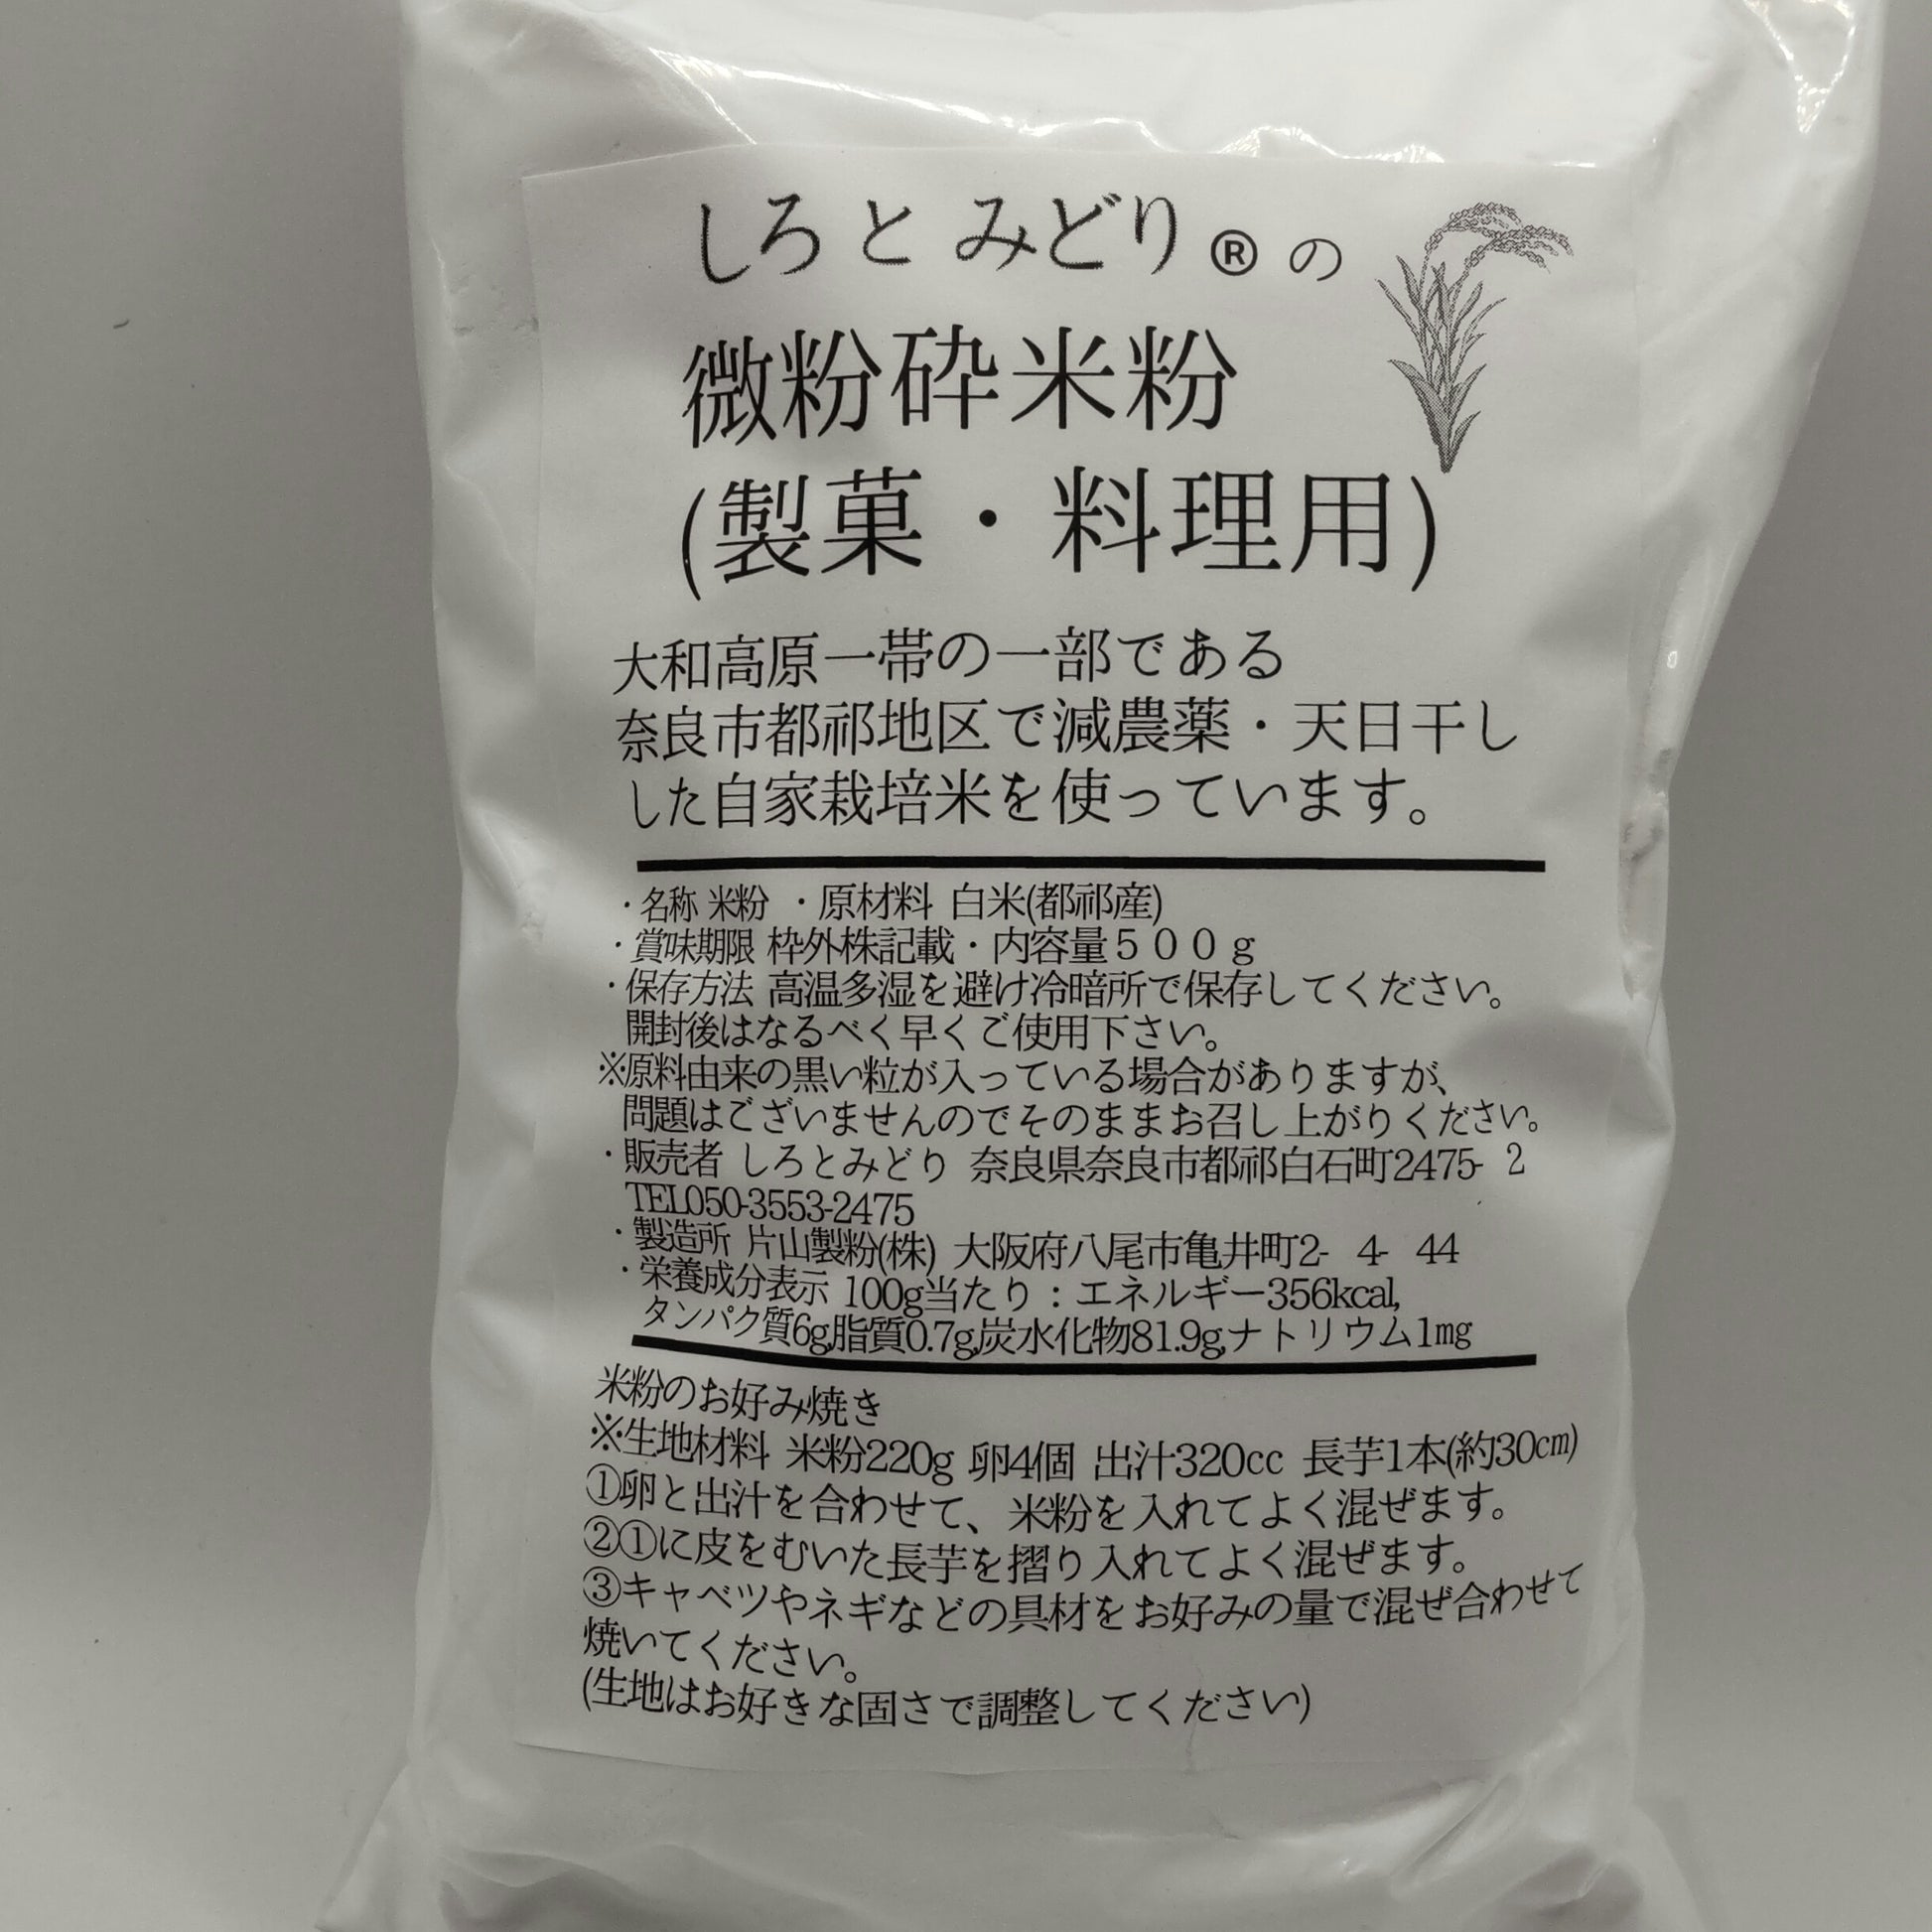 しろとみどり®の
微粉砕米粉
(製菓・料理用)
大和高原一帯の一部である
奈良市都祁地区で減農薬・天日干し
した自家栽培米を使っています。
・名称 米粉 ・原材料 白米(都祁産)
・賞味期限 枠外株記載・内容量500g
・保存方法 高温多湿を避け冷暗所で保存してください。
開封後はなるべく早くご使用下さい。
※原料由来の黒い粒が入っている場合がありますが、
問題はございませんのでそのままお召し上がりください。
・販売者 しろとみどり 奈良県奈良市都祁白石町2475-2
TEL050-3553-2475
・製造所 片山製粉(株) 大阪府八尾市亀井町2-4-44
・栄養成分表示 100g当たり：エネルギー356kcal,
タンパク質6g,脂質0.7g,炭水化物81.9g,ナトリウム1mg
米粉のお好み焼き
※生地材料 米粉220g 卵4個 出汁320cc 長芋1本(約30cm)
①卵と出汁を合わせて、米粉を入れてよく混ぜます。
②①に皮をむいた長芋を摺り入れてよく混ぜます。
③キャベツやネギなどの具材をお好みの量で混ぜ合わせて
焼いてください。
(生地はお好きな固さで調整してください)